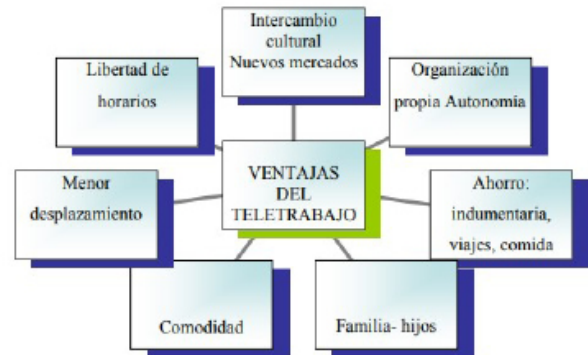 Intercambio
cultural
Nuevos mercados
Libertad de
horarios
Organización
propia Autonomía
VENTAJAS
DEL
TELETRABAJO
Menor
desplazamiento
Ahorro:
indumentaria,
viajes, comida
Comodidad
Familia- hijos